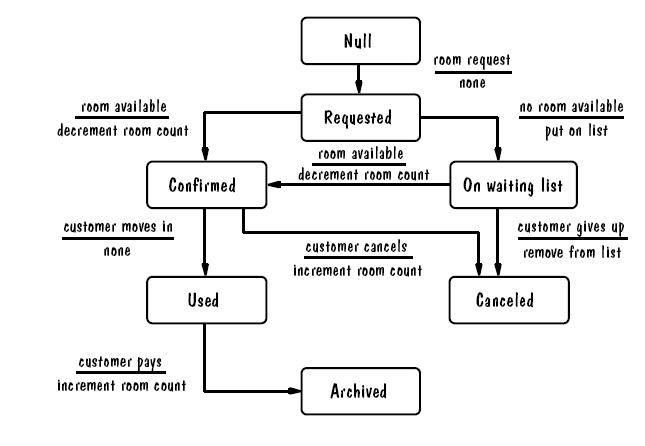 Null
room request
none
room available
decrement room count
Requested
no room available
put on list
room available
decrement room count
Confirmed
On waiting list
customer moves in
none
customer cancels
increment room count
customer gives up
remove from list
Used
Canceled
customer pays
increment room count
Archived